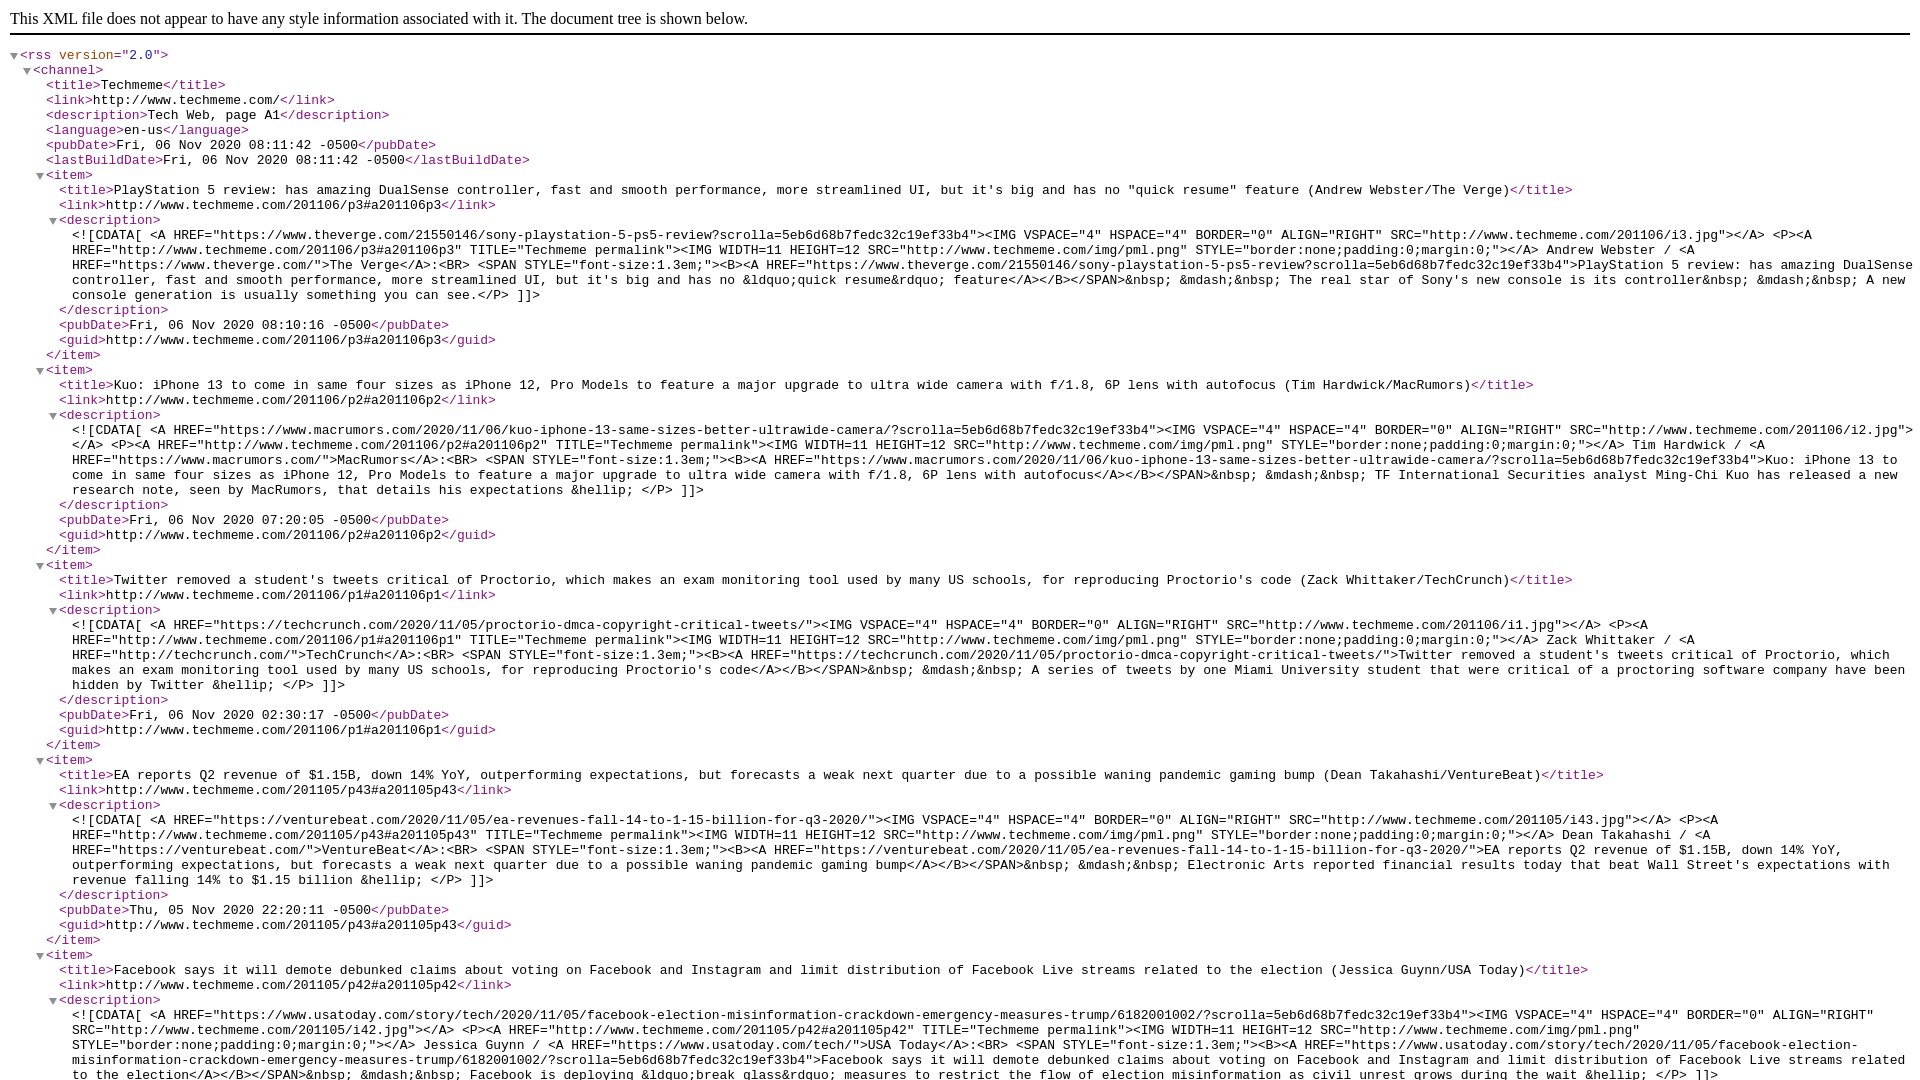 This XML file does not appear to have any style information associated with it. The document tree is shown below.
<rss version="2.0">
<channel>
<title>Techmeme</title>
<link>http://www.techmeme.com/</link>
<description>Tech Web, page A1</description>
<language>en-us</language>
<pubDate>Fri, 06 Nov 2020 08:11:42 -0500</pubDate>
<lastBuildDate>Fri, 06 Nov 2020 08:11:42 -0500</lastBuildDate>
<item>
<title>PlayStation 5 review: has amazing DualSense controller, fast and smooth performance, more streamlined UI, but it's big and has no "quick resume" feature (Andrew Webster/The Verge)</title>
<link>http://www.techmeme.com/201106/p3#a201106p3</link>
<description>
<![CDATA[ <A HREF="https://www.theverge.com/21550146/sony-playstation-5-ps5-review?scrolla=5eb6d68b7fedc32c19ef33b4"><IMG VSPACE="4" HSPACE="4" BORDER="0" ALIGN="RIGHT" SRC="http://www.techmeme.com/201106/i3.jpg"></A> <P><A
HREF="http://www.techmeme.com/201106/p3#a201106p3" TITLE="Techmeme permalink"><IMG WIDTH=11 HEIGHT=12 SRC="http://www.techmeme.com/img/pml.png" STYLE="border:none;padding:0;margin:0;"></A> Andrew Webster / <A
HREF="https://www.theverge.com/">The Verge</A>:<BR> <SPAN STYLE="font-size:1.3em;"><B><A HREF="https://www.theverge.com/21550146/sony-playstation-5-ps5-review?scrolla=5eb6d68b7fedc32c19ef33b4">PlayStation 5 review: has amazing DualSense
controller, fast and smooth performance, more streamlined UI, but it's big and has no &ldquo;quick resume&rdquo; feature</A></B></SPAN>&nbsp; &mdash;&nbsp; The real star of Sony's new console is its controller&nbsp; &mdash;&nbsp; A new
console generation is usually something you can see.</P> ]]>
</description>
<pubDate>Fri, 06 Nov 2020 08:10:16 -0500</pubDate>
<guid>http://www.techmeme.com/201106/p3#a201106p3</guid>
</item>
<item>
<title>Kuo: iPhone 13 to come in same four sizes as iPhone 12, Pro Models to feature a major upgrade to ultra wide camera with f/1.8, 6P lens with autofocus (Tim Hardwick/MacRumors)</title>
<link>http://www.techmeme.com/201106/p2#a201106p2</link>
<description>
<![CDATA[ <A HREF="https://www.macrumors.com/2020/11/06/kuo-iphone-13-same-sizes-better-ultrawide-camera/?scrolla=5eb6d68b7fedc32c19ef33b4"><IMG VSPACE="4" HSPACE="4" BORDER="0" ALIGN="RIGHT" SRC="http://www.techmeme.com/201106/i2.jpg">
</A> <P><A HREF="http://www.techmeme.com/201106/p2#a201106p2" TITLE="Techmeme permalink"><IMG WIDTH=11 HEIGHT=12 SRC="http://www.techmeme.com/img/pml.png" STYLE="border:none;padding:0;margin:0;"></A> Tim Hardwick / <A
HREF="https://www.macrumors.com/">MacRumors</A>:<BR> <SPAN STYLE="font-size:1.3em;"><B><A HREF="https://www.macrumors.com/2020/11/06/kuo-iphone-13-same-sizes-better-ultrawide-camera/?scrolla=5eb6d68b7fedc32c19ef33b4">Kuo: iPhone 13 to
come in same four sizes as iPhone 12, Pro Models to feature a major upgrade to ultra wide camera with f/1.8, 6P lens with autofocus</A></B></SPAN>&nbsp; &mdash;&nbsp; TF International Securities analyst Ming-Chi Kuo has released a new
research note, seen by MacRumors, that details his expectations &hellip; </P> ]]>
</description>
<pubDate>Fri, 06 Nov 2020 07:20:05 -0500</pubDate>
<guid>http://www.techmeme.com/201106/p2#a201106p2</guid>
</item>
<item>
<title>Twitter removed a student's tweets critical of Proctorio, which makes an exam monitoring tool used by many US schools, for reproducing Proctorio's code (Zack Whittaker/TechCrunch)</title>
<link>http://www.techmeme.com/201106/p1#a201106p1</link>
<description>
<![CDATA[ <A HREF="https://techcrunch.com/2020/11/05/proctorio-dmca-copyright-critical-tweets/"><IMG VSPACE="4" HSPACE="4" BORDER="0" ALIGN="RIGHT" SRC="http://www.techmeme.com/201106/i1.jpg"></A> <P><A
HREF="http://www.techmeme.com/201106/p1#a201106p1" TITLE="Techmeme permalink"><IMG WIDTH=11 HEIGHT=12 SRC="http://www.techmeme.com/img/pml.png" STYLE="border:none;padding:0;margin:0;"></A> Zack Whittaker / <A
HREF="http://techcrunch.com/">TechCrunch</A>:<BR> <SPAN STYLE="font-size:1.3em;"><B><A HREF="https://techcrunch.com/2020/11/05/proctorio-dmca-copyright-critical-tweets/">Twitter removed a student's tweets critical of Proctorio, which
makes an exam monitoring tool used by many US schools, for reproducing Proctorio's code</A></B></SPAN>&nbsp; &mdash;&nbsp; A series of tweets by one Miami University student that were critical of a proctoring software company have been
hidden by Twitter &hellip; </P> ]]>
</description>
<pubDate>Fri, 06 Nov 2020 02:30:17 -0500</pubDate>
<guid>http://www.techmeme.com/201106/p1#a201106p1</guid>
</item>
<item>
<title>EA reports Q2 revenue of $1.15B, down 14% YoY, outperforming expectations, but forecasts a weak next quarter due to a possible waning pandemic gaming bump (Dean Takahashi/VentureBeat)</title>
<link>http://www.techmeme.com/201105/p43#a201105p43</link>
<description>
<![CDATA[ <A HREF="https://venturebeat.com/2020/11/05/ea-revenues-fall-14-to-1-15-billion-for-q3-2020/"><IMG VSPACE="4" HSPACE="4" BORDER="0" ALIGN="RIGHT" SRC="http://www.techmeme.com/201105/i43.jpg"></A> <P><A
HREF="http://www.techmeme.com/201105/p43#a201105p43" TITLE="Techmeme permalink"><IMG WIDTH=11 HEIGHT=12 SRC="http://www.techmeme.com/img/pml.png" STYLE="border:none;padding:0;margin:0;"></A> Dean Takahashi / <A
HREF="https://venturebeat.com/">VentureBeat</A>:<BR> <SPAN STYLE="font-size:1.3em;"><B><A HREF="https://venturebeat.com/2020/11/05/ea-revenues-fall-14-to-1-15-billion-for-q3-2020/">EA reports Q2 revenue of $1.15B, down 14% YoY,
outperforming expectations, but forecasts a weak next quarter due to a possible waning pandemic gaming bump</A></B></SPAN>&nbsp; &mdash;&nbsp; Electronic Arts reported financial results today that beat Wall Street's expectations with
revenue falling 14% to $1.15 billion &hellip; </P> ]]>
</description>
<pubDate>Thu, 05 Nov 2020 22:20:11 -0500</pubDate>
<guid>http://www.techmeme.com/201105/p43#a201105p43</guid>
</item>
<item>
<title>Facebook says it will demote debunked claims about voting on Facebook and Instagram and limit distribution of Facebook Live streams related to the election (Jessica Guynn/USA Today)</title>
<link>http://www.techmeme.com/201105/p42#a201105p42</link>
<description>
<![CDATA[ <A HREF="https://www.usatoday.com/story/tech/2020/11/05/facebook-election-misinformation-crackdown-emergency-measures-trump/6182001002/?scrolla=5eb6d68b7fedc32c19ef33b4"><IMG VSPACE="4" HSPACE="4" BORDER="0" ALIGN="RIGHT"
SRC="http://www.techmeme.com/201105/i42.jpg"></A> <P><A HREF="http://www.techmeme.com/201105/p42#a201105p42" TITLE="Techmeme permalink"><IMG WIDTH=11 HEIGHT=12 SRC="http://www.techmeme.com/img/pml.png"
STYLE="border:none;padding:0;margin:0;"></A> Jessica Guynn / <A HREF="https://www.usatoday.com/tech/">USA Today</A>:<BR> <SPAN STYLE="font-size:1.3em;"><B><A HREF="https://www.usatoday.com/story/tech/2020/11/05/facebook-election-
misinformation-crackdown-emergency-measures-trump/6182001002/?scrolla=5eb6d68b7fedc32c19ef33b4">Facebook says it will demote debunked claims about voting on Facebook and Instagram and limit distribution of Facebook Live streams related
to the election</A></B></SPAN>&nbsp; &mdash;&nbsp; Facebook is deploying &ldquo;break glass&rdquo; measures to restrict the flow of election misinformation as civil unrest grows during the wait &hellip; </P> ]]>